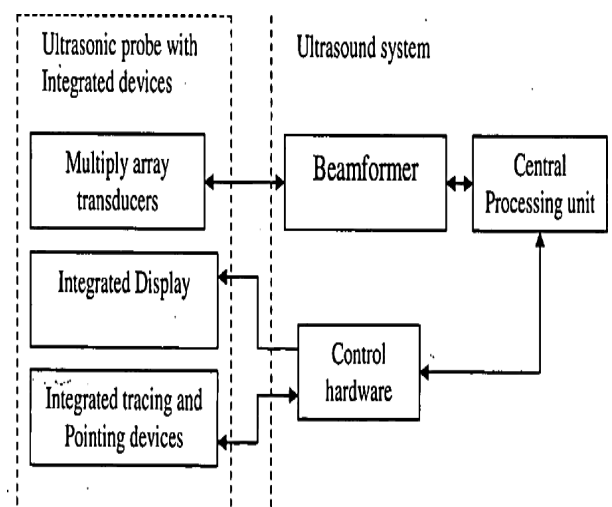 Ultrasonic probe with
Integrated devices
Ultrasound system
Multiply array
transducers
Beamformer
Central
Processing unit
Integrated Display
Control
hardware
Integrated tracing and
Pointing devices